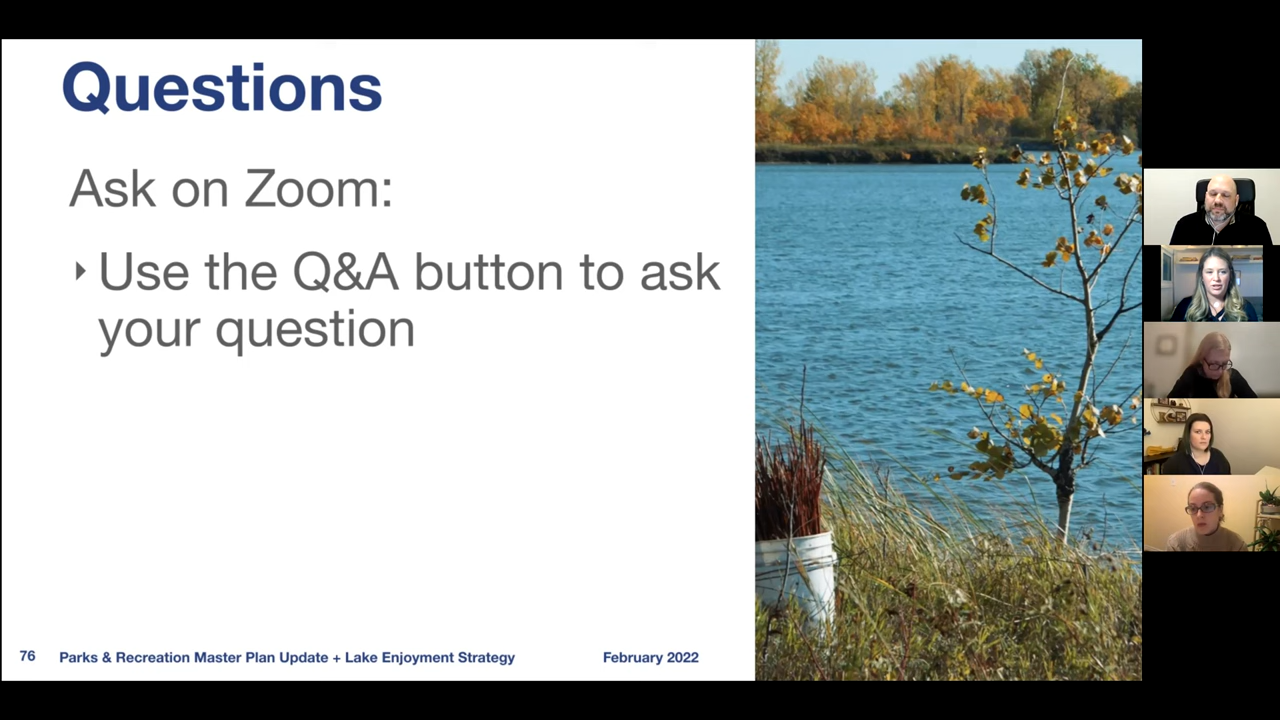 Questions
Ask on Zoom:
Use the Q&A button to ask
your question
76 Parks & Recreation Master Plan Update + Lake Enjoyment Strategy February 2022